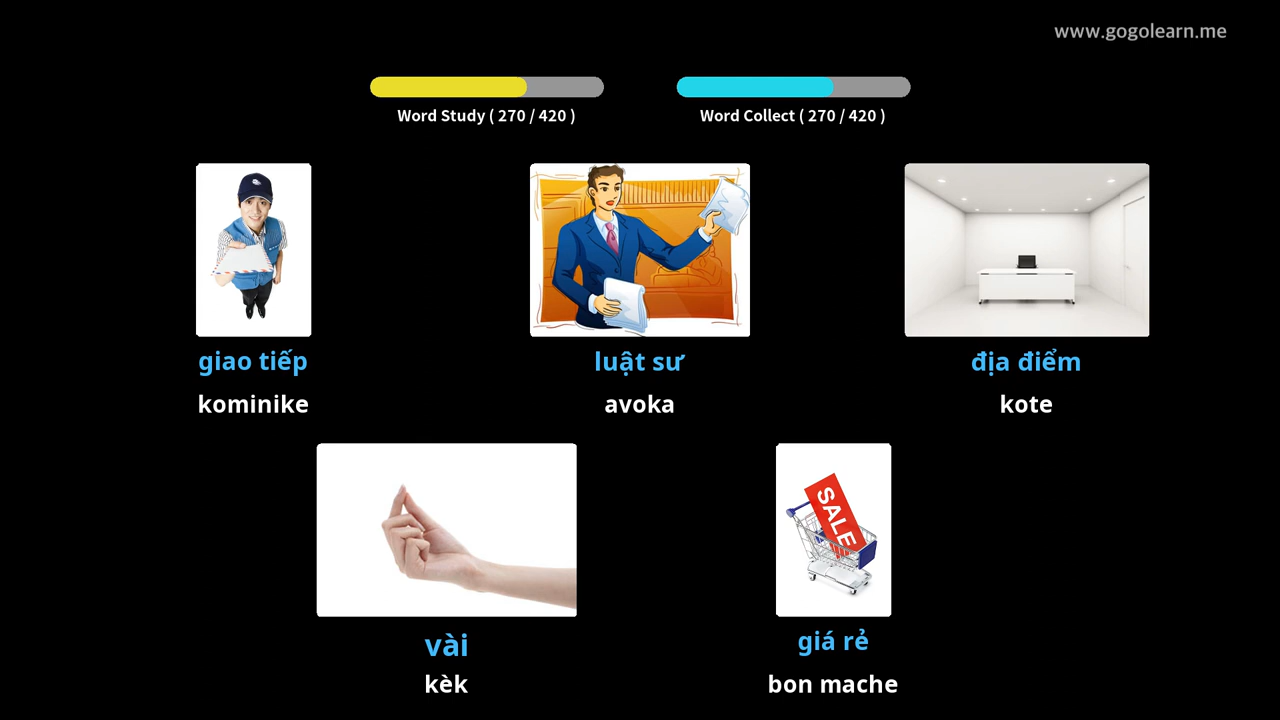 www.gogolearn.me
Word Study ( 270 / 420 )
Word Collect ( 270 / 420 )
giao tiếp
kominike
luật sư
avoka
địa điểm
kote
vài
kèk
SALE
giá rẻ
bon mache